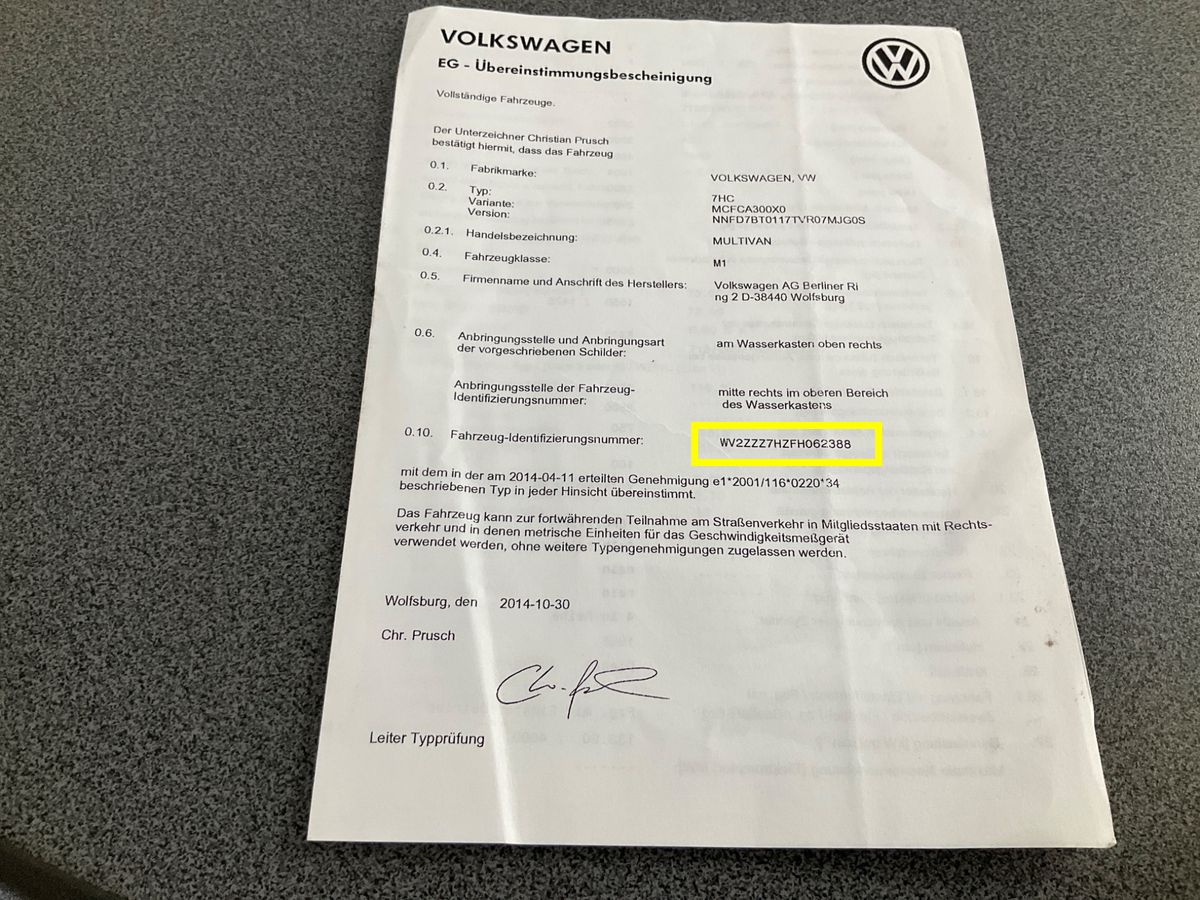 VOLKSWAGEN
EG - Übereinstimmungsbescheinigung
Vollständige Fahrzeuge.
Der Unterzeichner Christian Prusch
bestätigt hiermit, dass das Fahrzeug
0.1. Fabrikmarke: VOLKSWAGEN, VW
0.2. Typ: 7HC
Variante: MCFCA300X0
Version: NNFD7BT0117TVR07MJG0S
0.2.1. Handelsbezeichnung: MULTIVAN
0.4. Fahrzeugklasse: M1
0.5. Firmenname und Anschrift des Herstellers: Volkswagen AG Berliner Ri
ng 2 D-38440 Wolfsburg
0.6. Anbringungsstelle und Anbringungsart am Wasserkasten oben rechts
der vorgeschriebenen Schilder:
Anbringungsstelle der Fahrzeug- mitte rechts im oberen Bereich
Identifizierungsnummer: des Wasserkastens
0.10. Fahrzeug-Identifizierungsnummer: WV2ZZZ7HZFH062388
mit dem in der am 2014-04-11 erteilten Genehmigung e1*2001/116*0220*34
beschriebenen Typ in jeder Hinsicht übereinstimmt.
Das Fahrzeug kann zur fortwährenden Teilnahme am Straßenverkehr in Mitgliedsstaaten mit Rechts-
verkehr und in denen metrische Einheiten für das Geschwindigkeitsmeßgerät
verwendet werden, ohne weitere Typengenehmigungen zugelassen werden.
Wolfsburg, den 2014-10-30
Chr. Prusch
Leiter Typprüfung